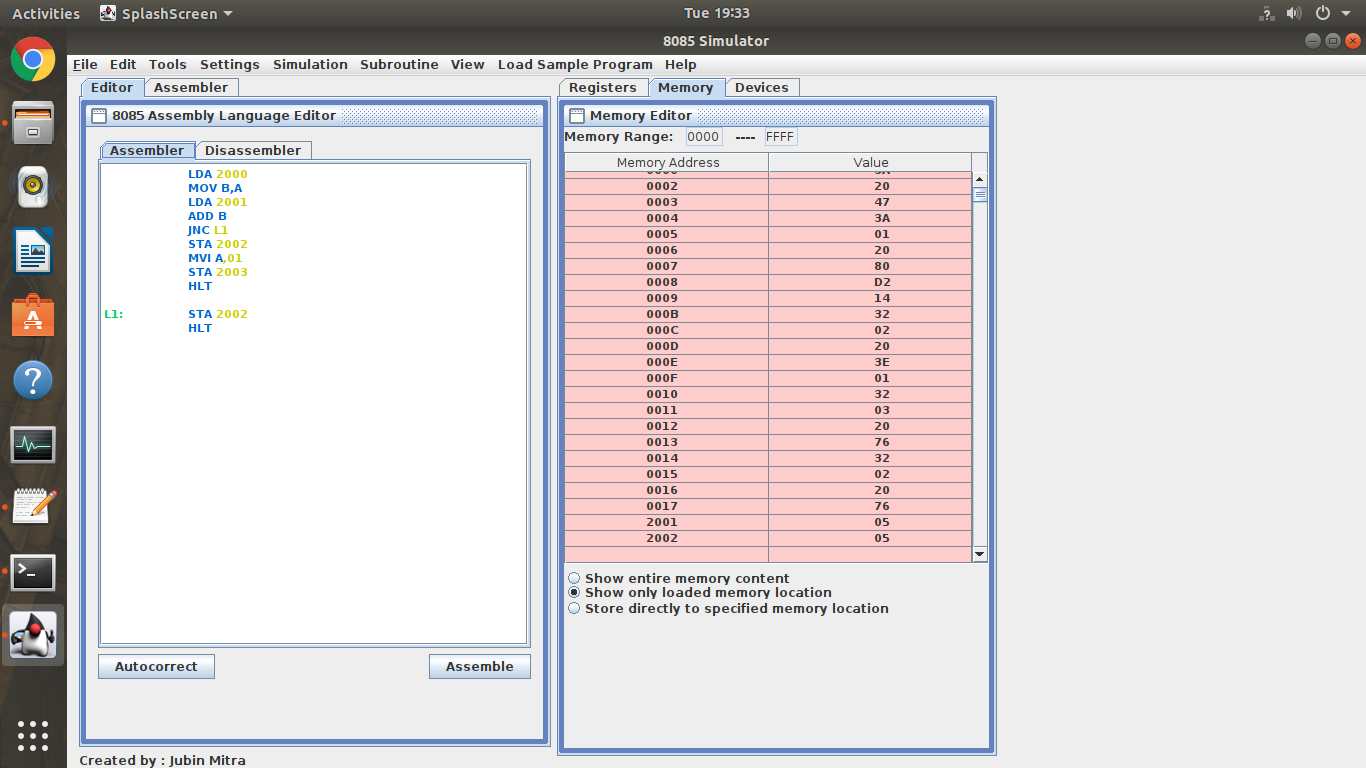 Activities SplashScreen Tue 19:33
8085 Simulator
File Edit Tools Settings Simulation Subroutine View Load Sample Program Help
Editor Assembler
8085 Assembly Language Editor
Assembler Disassembler
LDA 2000
MOV B,A
LDA 2001
ADD B
JNC L1
STA 2002
MVI A,01
STA 2003
HLT
L1: STA 2002
HLT
Autocorrect Assemble
Registers Memory Devices
Memory Editor
Memory Range: 0000 ---- FFFF
Memory Address Value
0002 20
0003 47
0004 3A
0005 01
0006 20
0007 80
0008 D2
0009 14
000B 32
000C 02
000D 20
000E 3E
000F 01
0010 32
0011 03
0012 20
0013 76
0014 32
0015 02
0016 20
0017 76
2001 05
2002 05
Show entire memory content
Show only loaded memory location
Store directly to specified memory location
Created by : Jubin Mitra